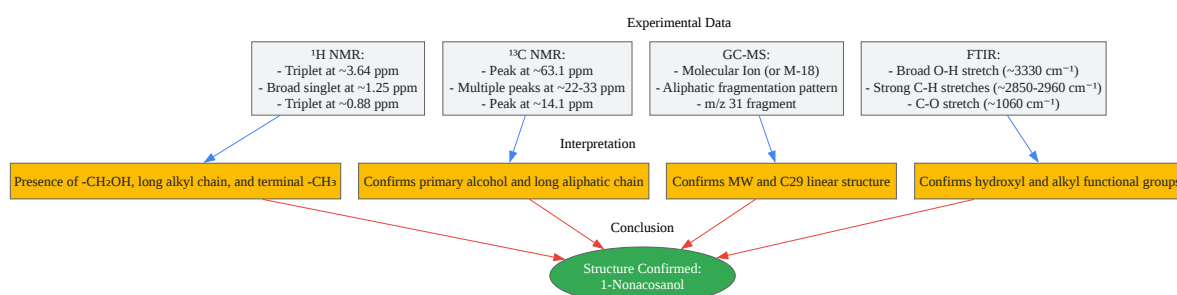 Experimental Data
¹H NMR:
- Triplet at ~3.64 ppm
- Broad singlet at ~1.25 ppm
- Triplet at ~0.88 ppm
¹³C NMR:
- Peak at ~63.1 ppm
- Multiple peaks at ~22-33 ppm
- Peak at ~14.1 ppm
GC-MS:
- Molecular Ion (or M-18)
- Aliphatic fragmentation pattern
- m/z 31 fragment
FTIR:
- Broad O-H stretch (~3330 cm⁻¹)
- Strong C-H stretches (~2850-2960 cm⁻¹)
- C-O stretch (~1060 cm⁻¹)
Interpretation
Presence of -CH₂OH, long alkyl chain, and terminal -CH₃
Confirms primary alcohol and long aliphatic chain
Confirms MW and C29 linear structure
Confirms hydroxyl and alkyl functional groups
Conclusion
Structure Confirmed:
1-Nonacosanol